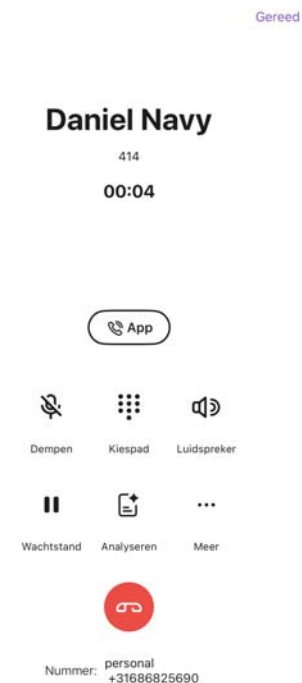 Gereed
Daniel Navy
414
00:04
App
Dempen Kiespad Luidspreker
Wachtstand Analyseren Meer
Nummer: personal
+31686825690